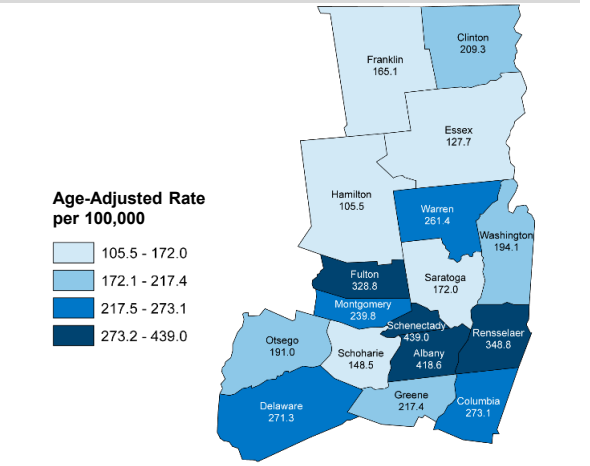 Clinton
209.3
Franklin
165.1
Essex
127.7
Hamilton
105.5
Age-Adjusted Rate
per 100,000
105.5 - 172.0
172.1 - 217.4
217.5 - 273.1
273.2 - 439.0
Warren
261.4
Washington
194.1
Fulton
328.8
Saratoga
172.0
Montgomery
239.8
Schenectady
439.0
Rensselaer
348.8
Otsego
191.0
Schoharie
148.5
Albany
418.6
Greene
217.4
Columbia
273.1
Delaware
271.3